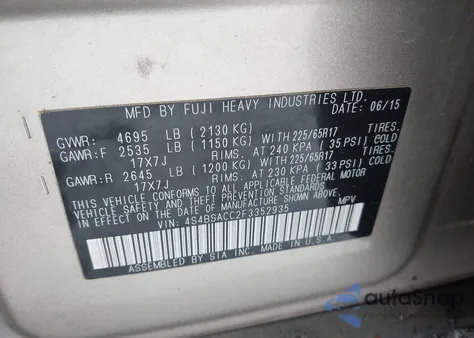 MFD BY FUJI HEAVY INDUSTRIES LTD. DATE: 06/15
GVWR: 4695 LB (2130 KG)
GAWR:F 2535 LB (1150 KG) WITH 225/65R17 TIRES.
17X7J RIMS. AT 240 KPA (35 PSI) COLD
GAWR:R 2645 LB (1200 KG) WITH 225/65R17 TIRES.
17X7J RIMS. AT 230 KPA (33 PSI) COLD
THIS VEHICLE CONFORMS TO ALL APPLICABLE FEDERAL MOTOR
VEHICLE SAFETY AND THEFT PREVENTION STANDARDS IN EFFECT
ON THE DATE OF MANUFACTURE SHOWN ABOVE.
VIN: 4S4BSACC2F3352935 MPV
ASSEMBLED BY SIA INC. MADE IN U.S.A.
autoSnap